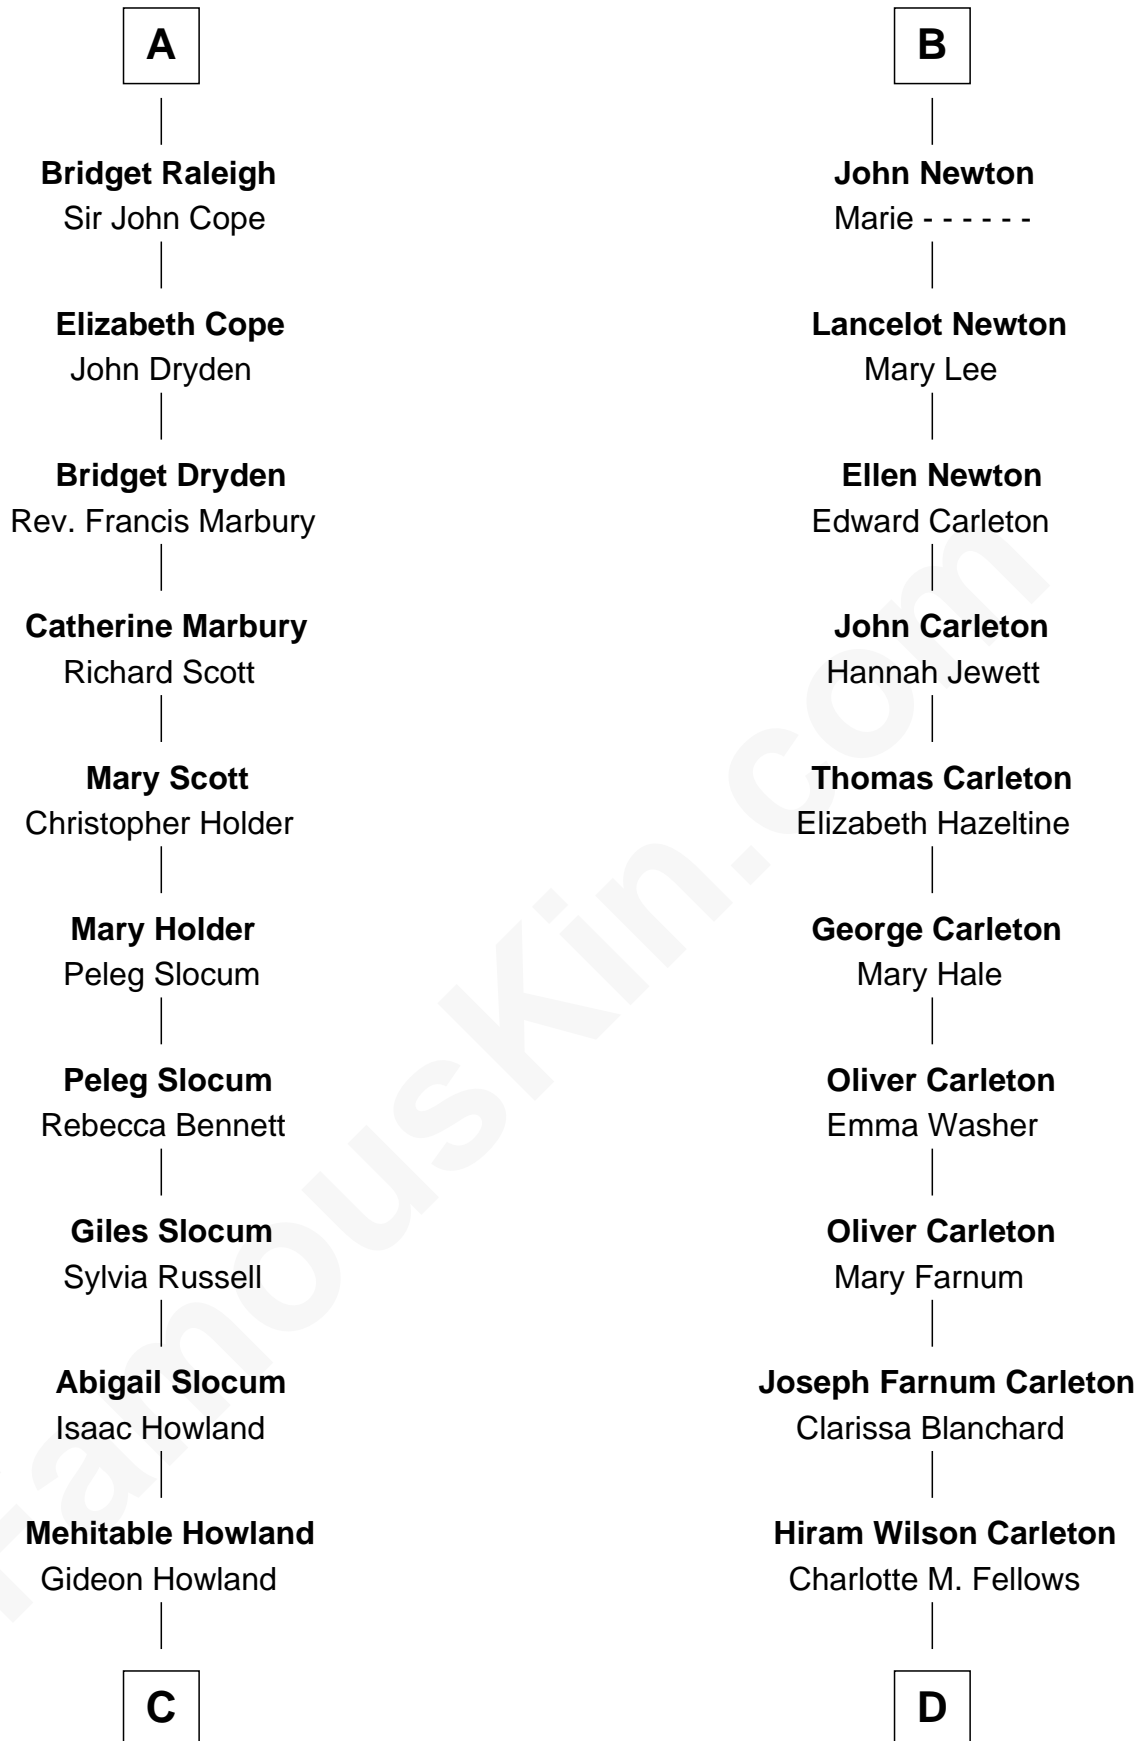 A
Bridget Raleigh
Sir John Cope
Elizabeth Cope
John Dryden
Bridget Dryden
Rev. Francis Marbury
Catherine Marbury
Richard Scott
Mary Scott
Christopher Holder
Mary Holder
Peleg Slocum
Peleg Slocum
Rebecca Bennett
Giles Slocum
Sylvia Russell
Abigail Slocum
Isaac Howland
Mehitable Howland
Gideon Howland
C
B
John Newton
Marie - - - - - -
Lancelot Newton
Mary Lee
Ellen Newton
Edward Carleton
John Carleton
Hannah Jewett
Thomas Carleton
Elizabeth Hazeltine
George Carleton
Mary Hale
Oliver Carleton
Emma Washer
Oliver Carleton
Mary Farnum
Joseph Farnum Carleton
Clarissa Blanchard
Hiram Wilson Carleton
Charlotte M. Fellows
D
FamousKin.com